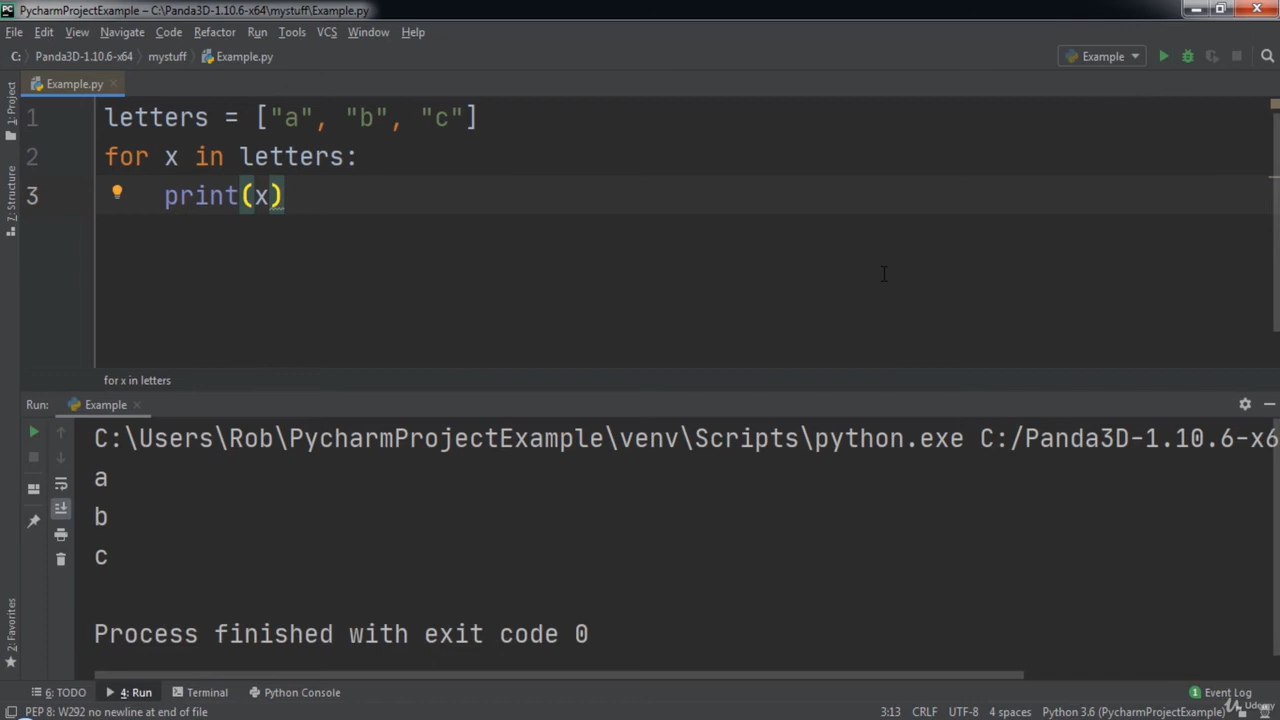 PC PycharmProjectExample – C:\Panda3D-1.10.6-x64\mystuff\Example.py
File Edit View Navigate Code Refactor Run Tools VCS Window Help
C: Panda3D-1.10.6-x64 mystuff Example.py Example
1: Project
Example.py
1 letters = ["a", "b", "c"]
2 for x in letters:
3 print(x)
Z: Structure
for x in letters
Run: Example
C:\Users\Rob\PycharmProjectExample\venv\Scripts\python.exe C:/Panda3D-1.10.6-x6
a
b
c
Process finished with exit code 0
2: Favorites
6: TODO 4: Run Terminal Python Console 1 Event Log
PEP 8: W292 no newline at end of file 3:13 CRLF UTF-8 4 spaces Python 3.6 (PycharmProjectExample)
Udemy